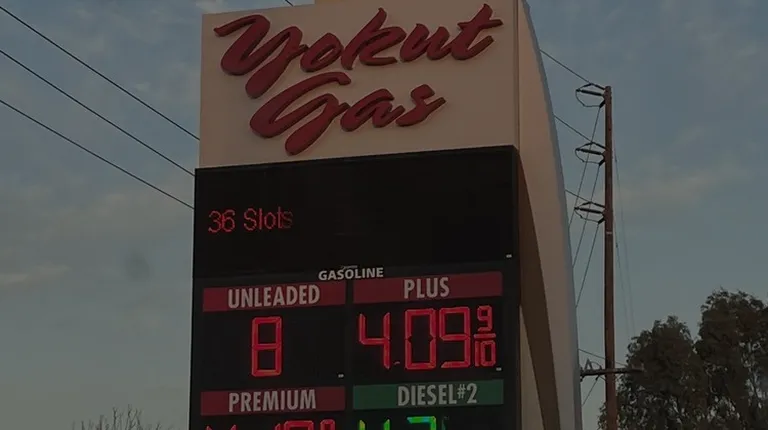 Yokut
Gas
36 Slots
GASOLINE
UNLEADED PLUS
8 4.09 9/10
PREMIUM DIESEL#2